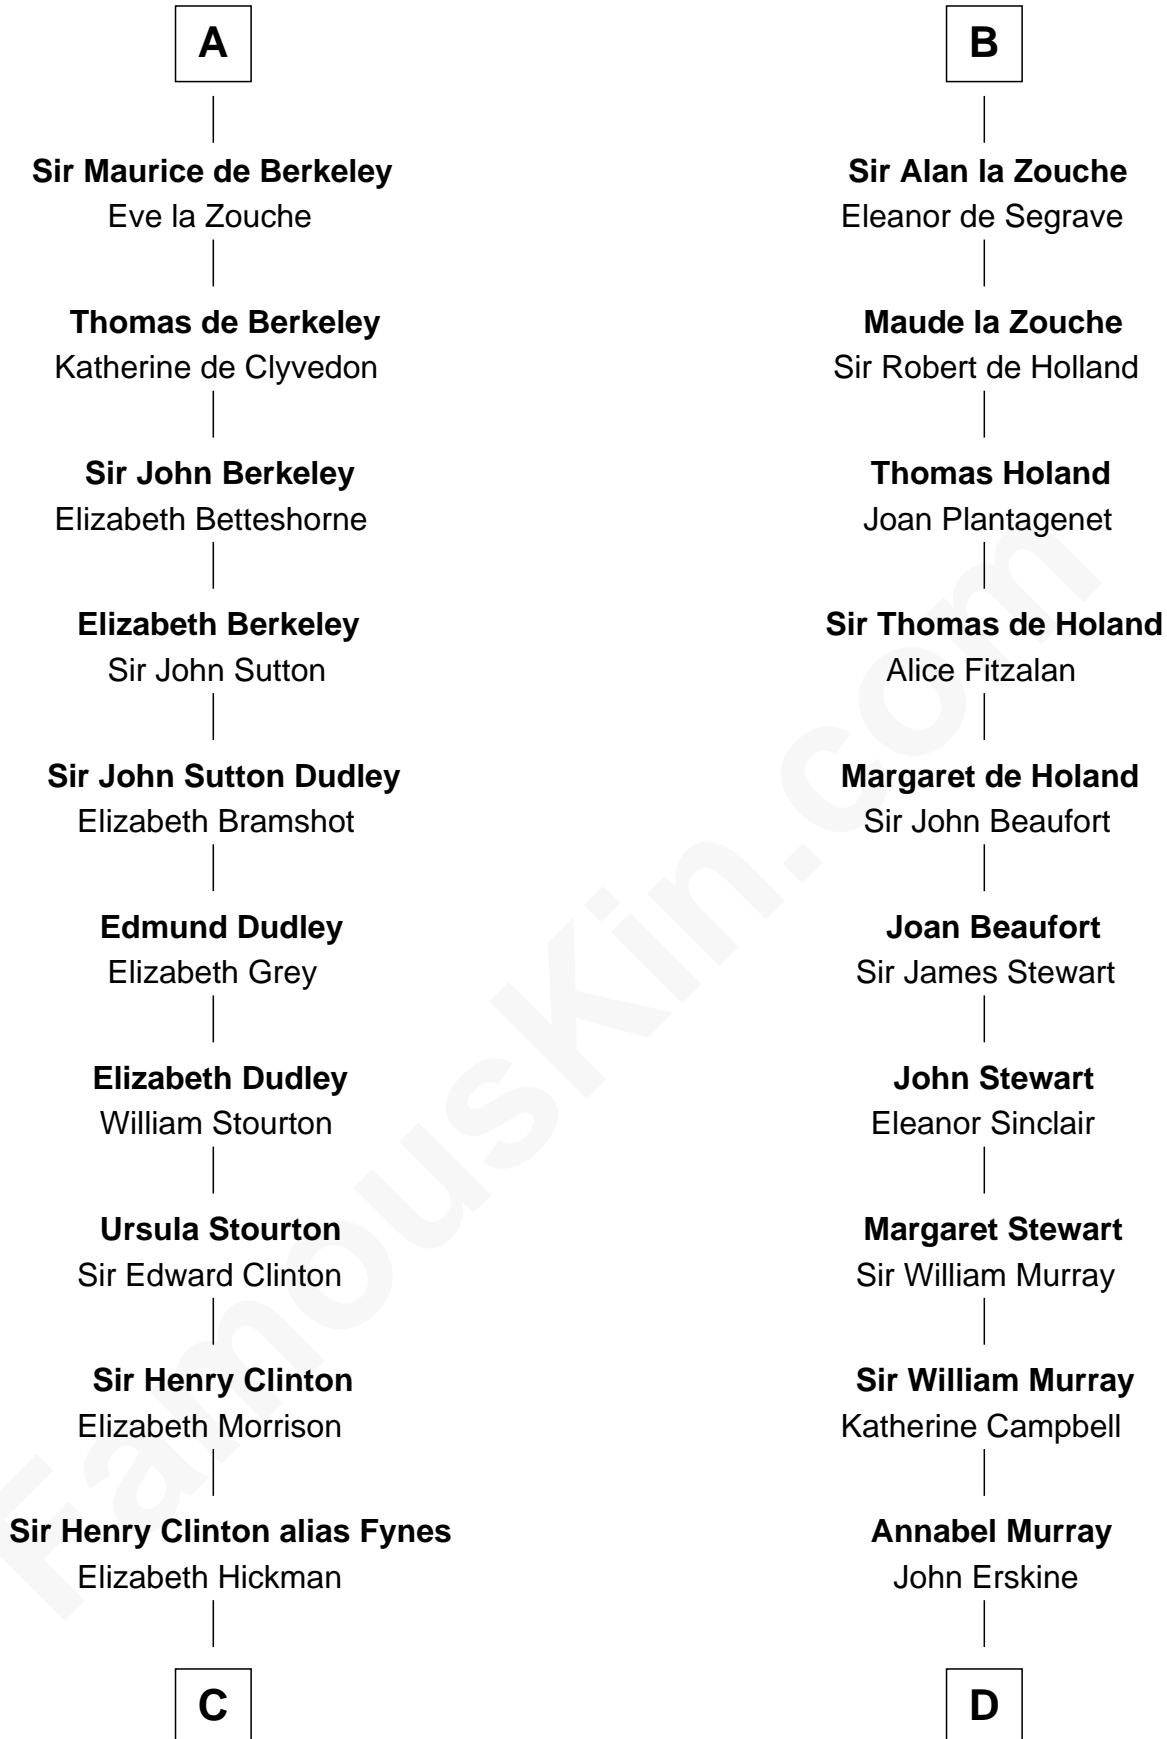 A
Sir Maurice de Berkeley
Eve la Zouche
Thomas de Berkeley
Katherine de Clyvedon
Sir John Berkeley
Elizabeth Betteshorne
Elizabeth Berkeley
Sir John Sutton
Sir John Sutton Dudley
Elizabeth Bramshot
Edmund Dudley
Elizabeth Grey
Elizabeth Dudley
William Stourton
Ursula Stourton
Sir Edward Clinton
Sir Henry Clinton
Elizabeth Morrison
Sir Henry Clinton alias Fynes
Elizabeth Hickman
C
B
Sir Alan la Zouche
Eleanor de Segrave
Maude la Zouche
Sir Robert de Holland
Thomas Holand
Joan Plantagenet
Sir Thomas de Holand
Alice Fitzalan
Margaret de Holand
Sir John Beaufort
Joan Beaufort
Sir James Stewart
John Stewart
Eleanor Sinclair
Margaret Stewart
Sir William Murray
Sir William Murray
Katherine Campbell
Annabel Murray
John Erskine
D
FamousKin.com